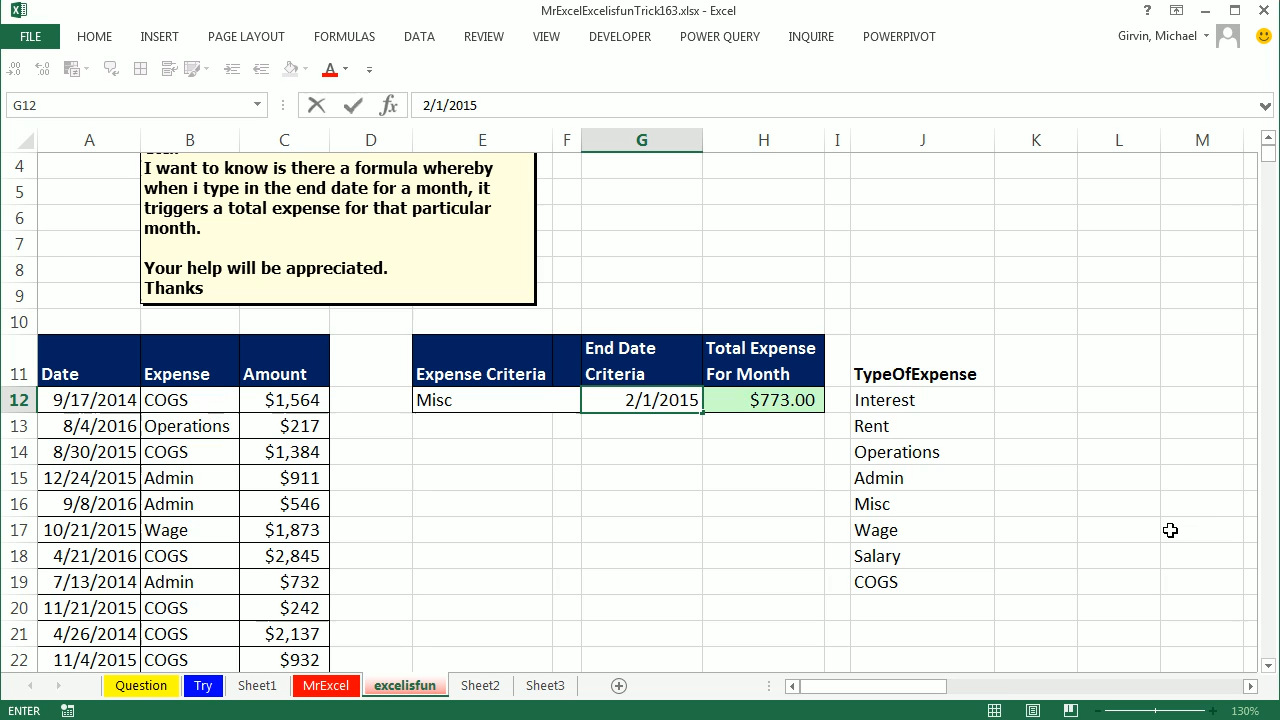 MrExcelExcelisfunTrick163.xlsx - Excel
?
FILE HOME INSERT PAGE LAYOUT FORMULAS DATA REVIEW VIEW DEVELOPER POWER QUERY INQUIRE POWERPIVOT Girvin, Michael
G12 fx 2/1/2015
A B C D E F G H I J K L M
4 I want to know is there a formula whereby
5 when i type in the end date for a month, it
6 triggers a total expense for that particular
7 month.
8 Your help will be appreciated.
9 Thanks
10
11 Date Expense Amount Expense Criteria End Date Criteria Total Expense For Month TypeOfExpense
12 9/17/2014 COGS $1,564 Misc 2/1/2015 $773.00 Interest
13 8/4/2016 Operations $217 Rent
14 8/30/2015 COGS $1,384 Operations
15 12/24/2015 Admin $911 Admin
16 9/8/2016 Admin $546 Misc
17 10/21/2015 Wage $1,873 Wage
18 4/21/2016 COGS $2,845 Salary
19 7/13/2014 Admin $732 COGS
20 11/21/2015 COGS $242
21 4/26/2014 COGS $2,137
22 11/4/2015 COGS $932
Question Try Sheet1 MrExcel excelisfun Sheet2 Sheet3
ENTER 130%